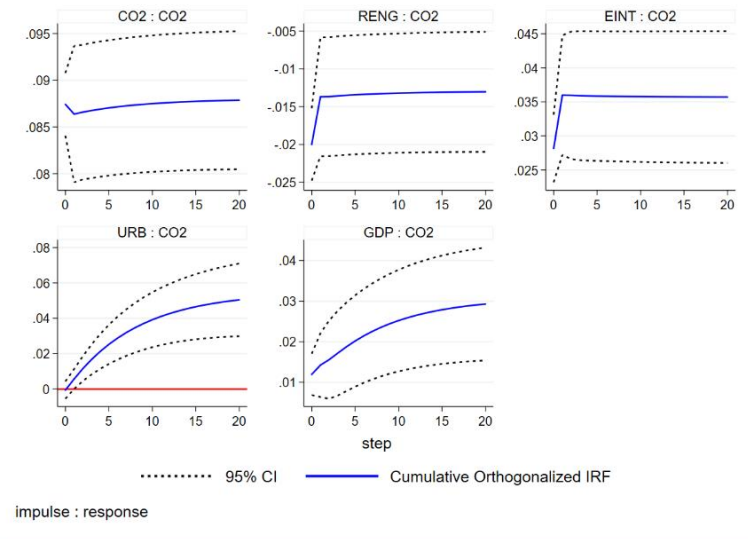 CO2 : CO2
RENG : CO2
EINT : CO2
.095
.09
.085
.08
0 5 10 15 20
-.005
-.01
-.015
-.02
-.025
0 5 10 15 20
.045
.04
.035
.03
.025
0 5 10 15 20
URB : CO2
GDP : CO2
.08
.06
.04
.02
0
0 5 10 15 20
.04
.03
.02
.01
0 5 10 15 20
step
95% CI
Cumulative Orthogonalized IRF
impulse : response